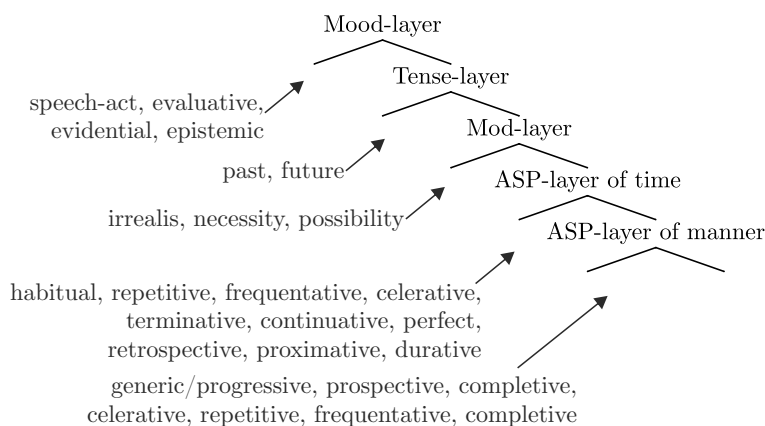 Mood-layer
Tense-layer
speech-act, evaluative,
evidential, epistemic
Mod-layer
past, future
ASP-layer of time
irrealis, necessity, possibility
ASP-layer of manner
habitual, repetitive, frequentative, celerative,
terminative, continuative, perfect,
retrospective, proximative, durative
generic/progressive, prospective, completive,
celerative, repetitive, frequentative, completive